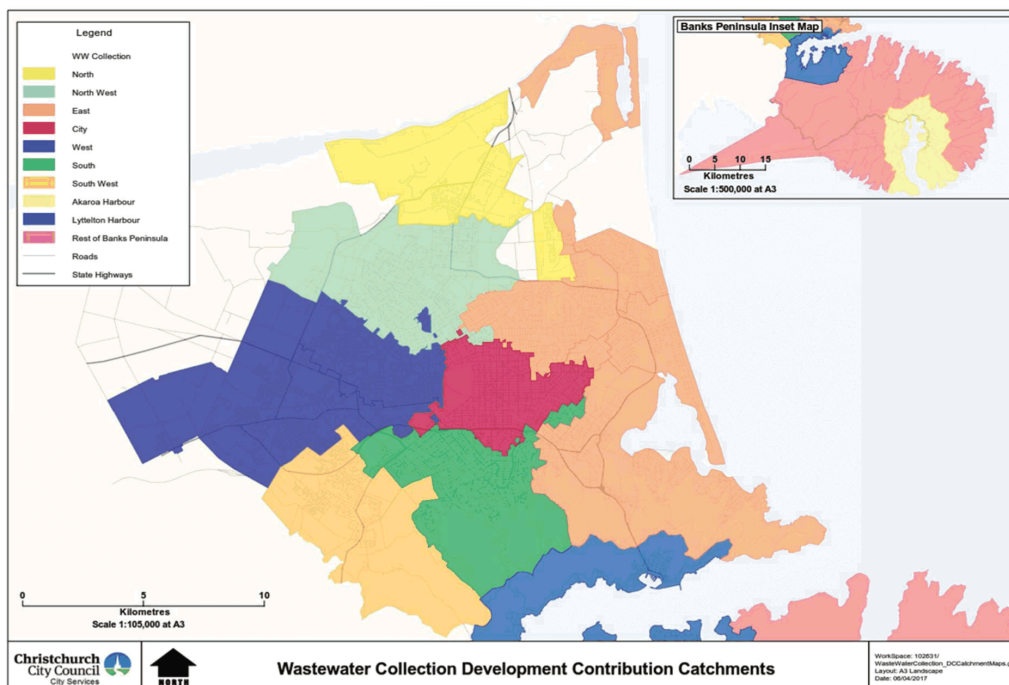 Legend
WW Collection
North
North West
East
City
West
South
South West
Akaroa Harbour
Lyttelton Harbour
Rest of Banks Peninsula
Roads
State Highways
Banks Peninsula Inset Map
0 5 10 15
Kilometres
Scale 1:500,000 at A3
0 5 10
Kilometres
Scale 1:105,000 at A3
Christchurch
City Council
City Services
NORTH
Wastewater Collection Development Contribution Catchments
WorkSpace: 102631/
WasteWaterCollection_DCCatchmentMaps.g
Layout: A3 Landscape
Date: 06/04/2017